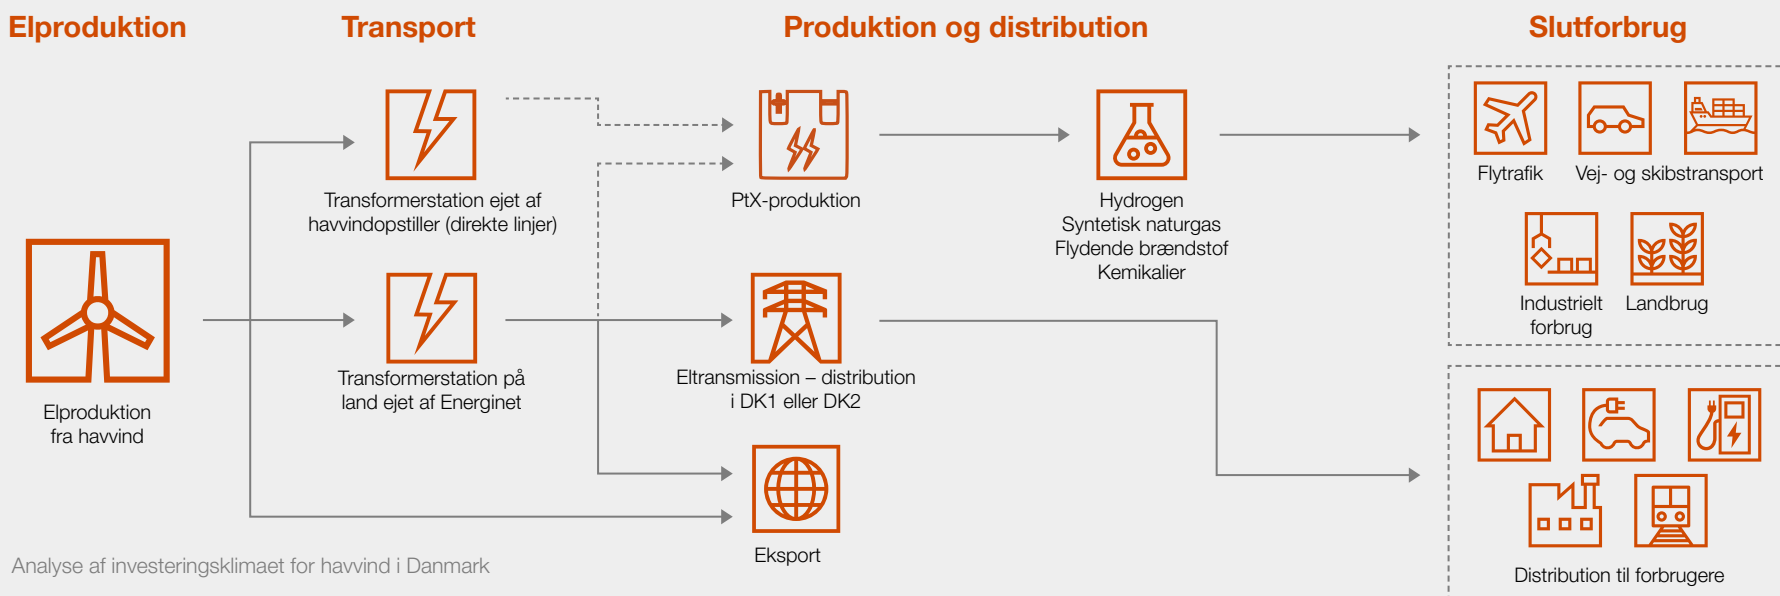 Elproduktion
Transport
Produktion og distribution
Slutforbrug
Transformerstation ejet af
havvindopstiller (direkte linjer)
PtX-produktion
Hydrogen
Syntetisk naturgas
Flydende brændstof
Kemikalier
Flytrafik
Vej- og skibstransport
Industrielt
forbrug
Landbrug
Elproduktion
fra havvind
Transformerstation på
land ejet af Energinet
Eltransmission – distribution
i DK1 eller DK2
Eksport
Distribution til forbrugere
Analyse af investeringsklimaet for havvind i Danmark